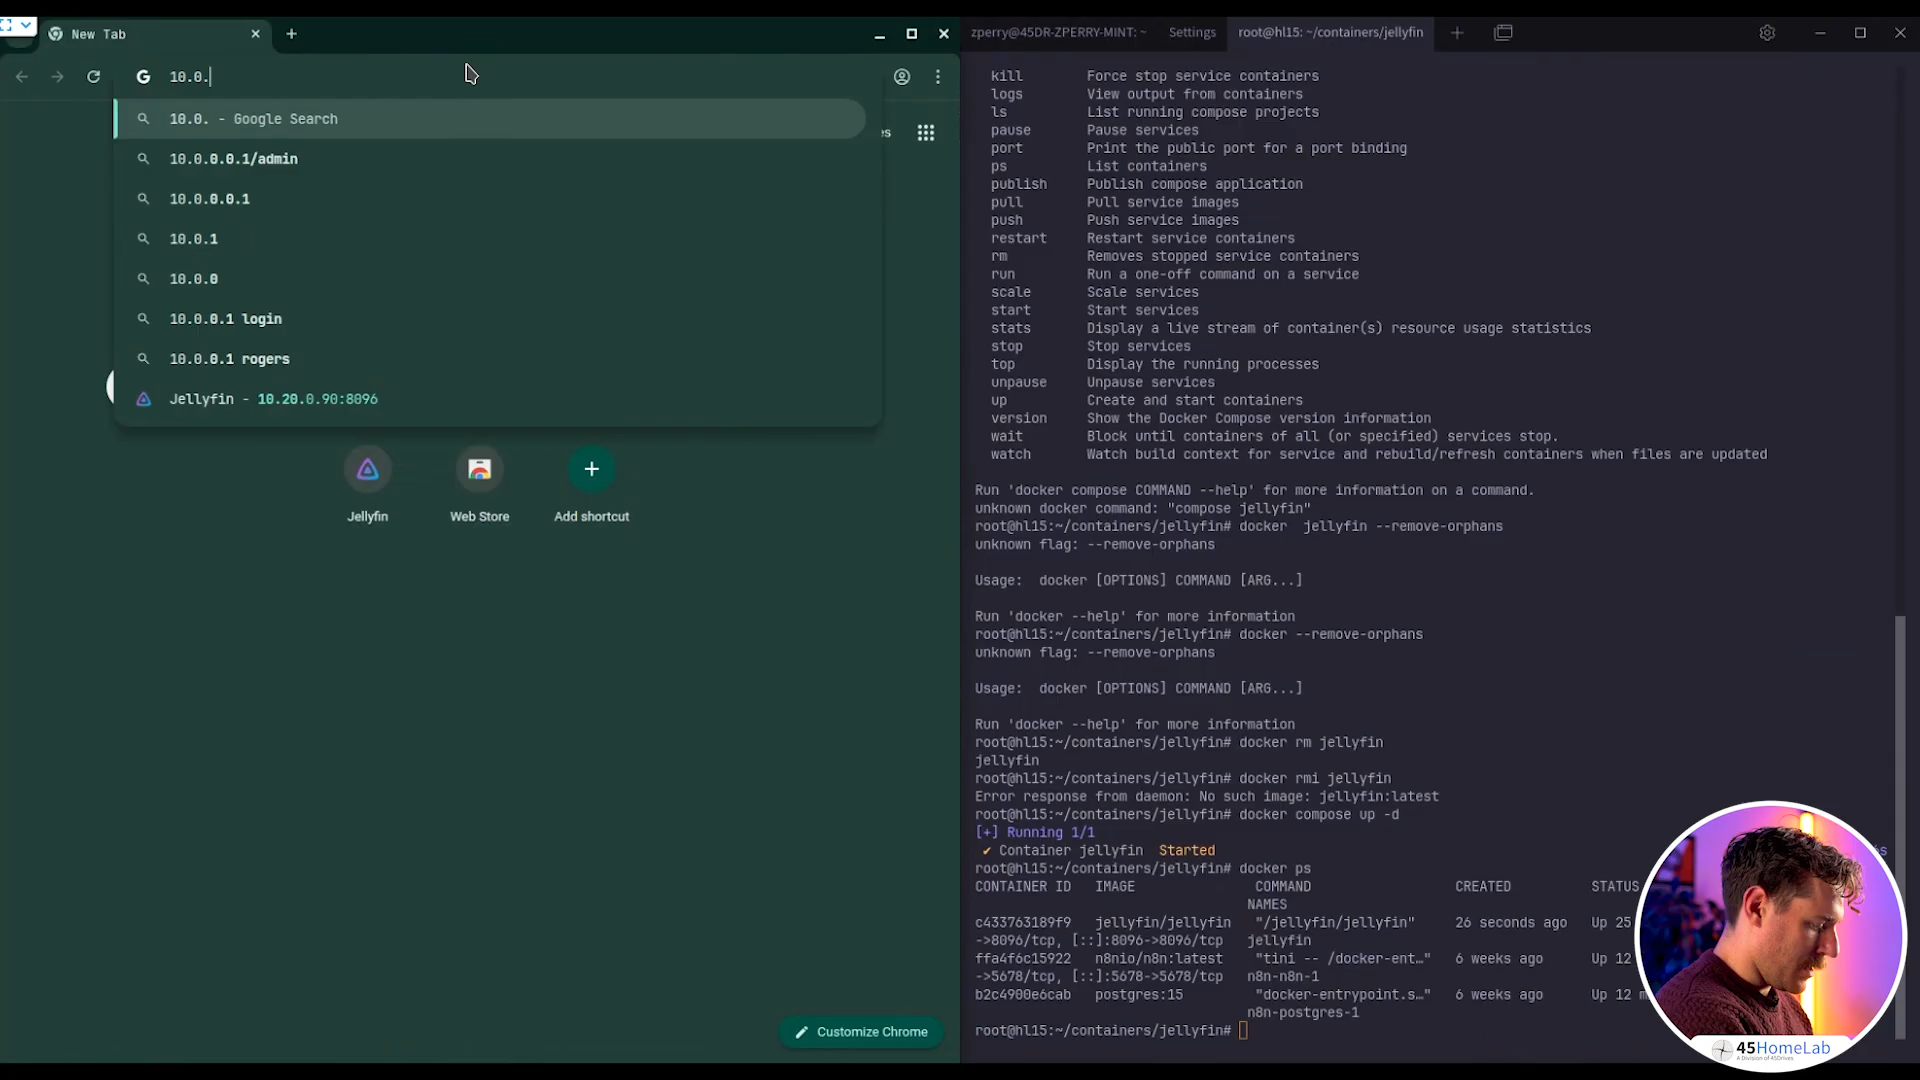 New Tab
10.0.
10.0. - Google Search
10.0.0.0.1/admin
10.0.0.0.1
10.0.1
10.0.0
10.0.0.1 login
10.0.0.1 rogers
Jellyfin - 10.20.0.90:8096
es
Jellyfin
Web Store
Add shortcut
Customize Chrome
zperry@45DR-ZPERRY-MINT: ~
Settings
root@hl15: ~/containers/jellyfin
kill Force stop service containers
logs View output from containers
ls List running compose projects
pause Pause services
port Print the public port for a port binding
ps List containers
publish Publish compose application
pull Pull service images
push Push service images
restart Restart service containers
rm Removes stopped service containers
run Run a one-off command on a service
scale Scale services
start Start services
stats Display a live stream of container(s) resource usage statistics
stop Stop services
top Display the running processes
unpause Unpause services
up Create and start containers
version Show the Docker Compose version information
wait Block until containers of all (or specified) services stop.
watch Watch build context for service and rebuild/refresh containers when files are updated
Run 'docker compose COMMAND --help' for more information on a command.
unknown docker command: "compose jellyfin"
root@hl15:~/containers/jellyfin# docker  jellyfin --remove-orphans
unknown flag: --remove-orphans
Usage:  docker [OPTIONS] COMMAND [ARG...]
Run 'docker --help' for more information
root@hl15:~/containers/jellyfin# docker --remove-orphans
unknown flag: --remove-orphans
Usage:  docker [OPTIONS] COMMAND [ARG...]
Run 'docker --help' for more information
root@hl15:~/containers/jellyfin# docker rm jellyfin
jellyfin
root@hl15:~/containers/jellyfin# docker rmi jellyfin
Error response from daemon: No such image: jellyfin:latest
root@hl15:~/containers/jellyfin# docker compose up -d
[+] Running 1/1
✔ Container jellyfin  Started
root@hl15:~/containers/jellyfin# docker ps
CONTAINER ID   IMAGE   COMMAND   CREATED   STATUS
NAMES
c433763189f9   jellyfin/jellyfin   "/jellyfin/jellyfin"   26 seconds ago   Up 25
->8096/tcp, [::]:8096->8096/tcp   jellyfin
ffa4f6c15922   n8nio/n8n:latest   "tini -- /docker-ent…"   6 weeks ago   Up 12
->5678/tcp, [::]:5678->5678/tcp   n8n-n8n-1
b2c4900e6cab   postgres:15   "docker-entrypoint.s…"   6 weeks ago   Up 12 m
n8n-postgres-1
root@hl15:~/containers/jellyfin#
45HomeLab
A Division of 45Drives